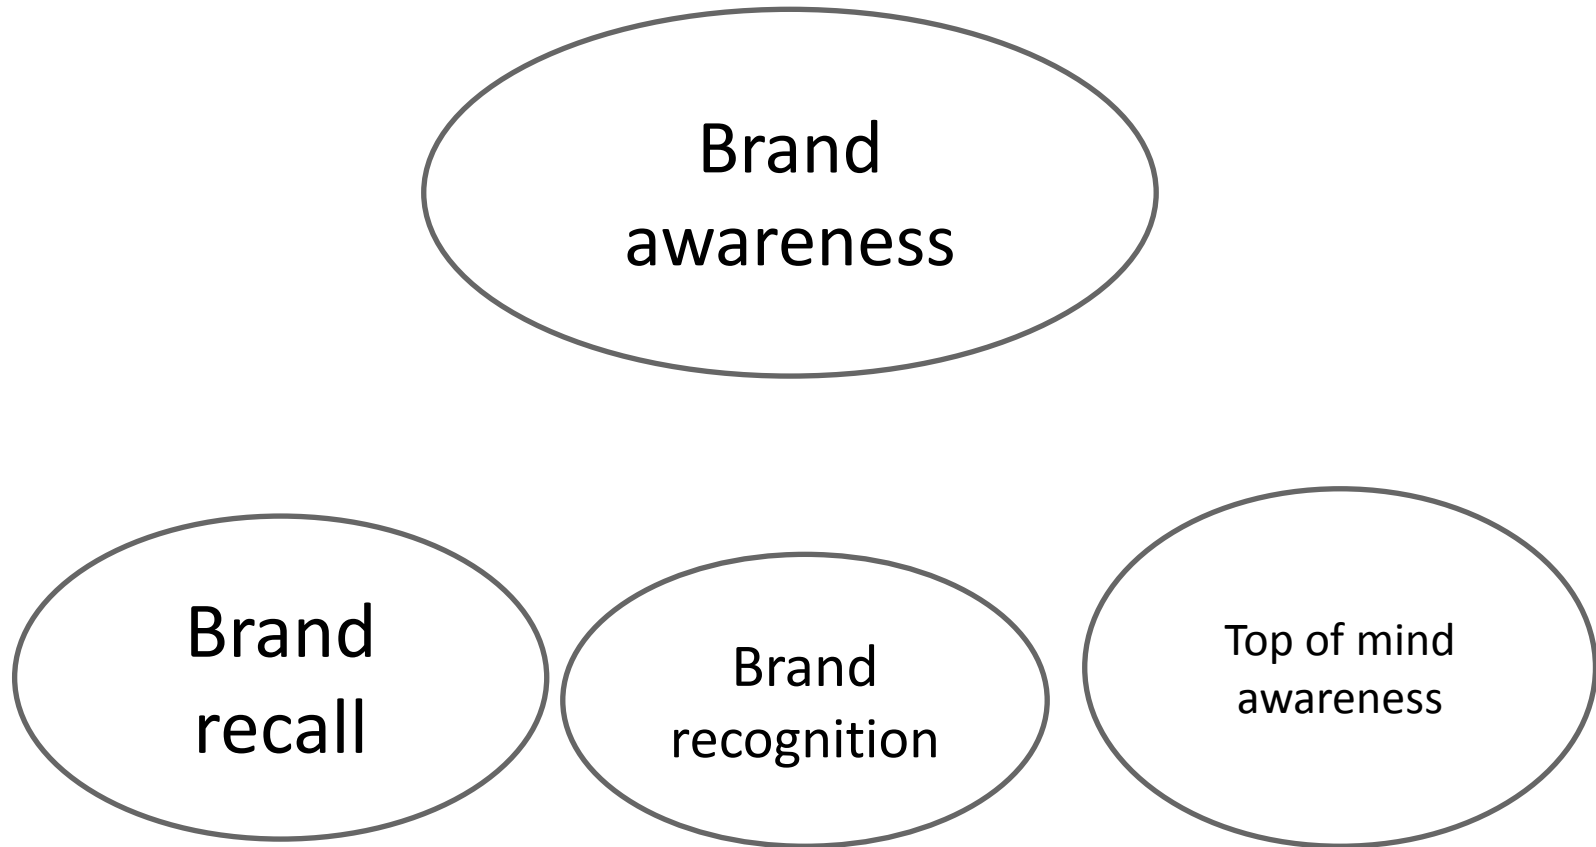 Brand
awareness
Brand
recall
Brand
recognition
Top of mind
awareness